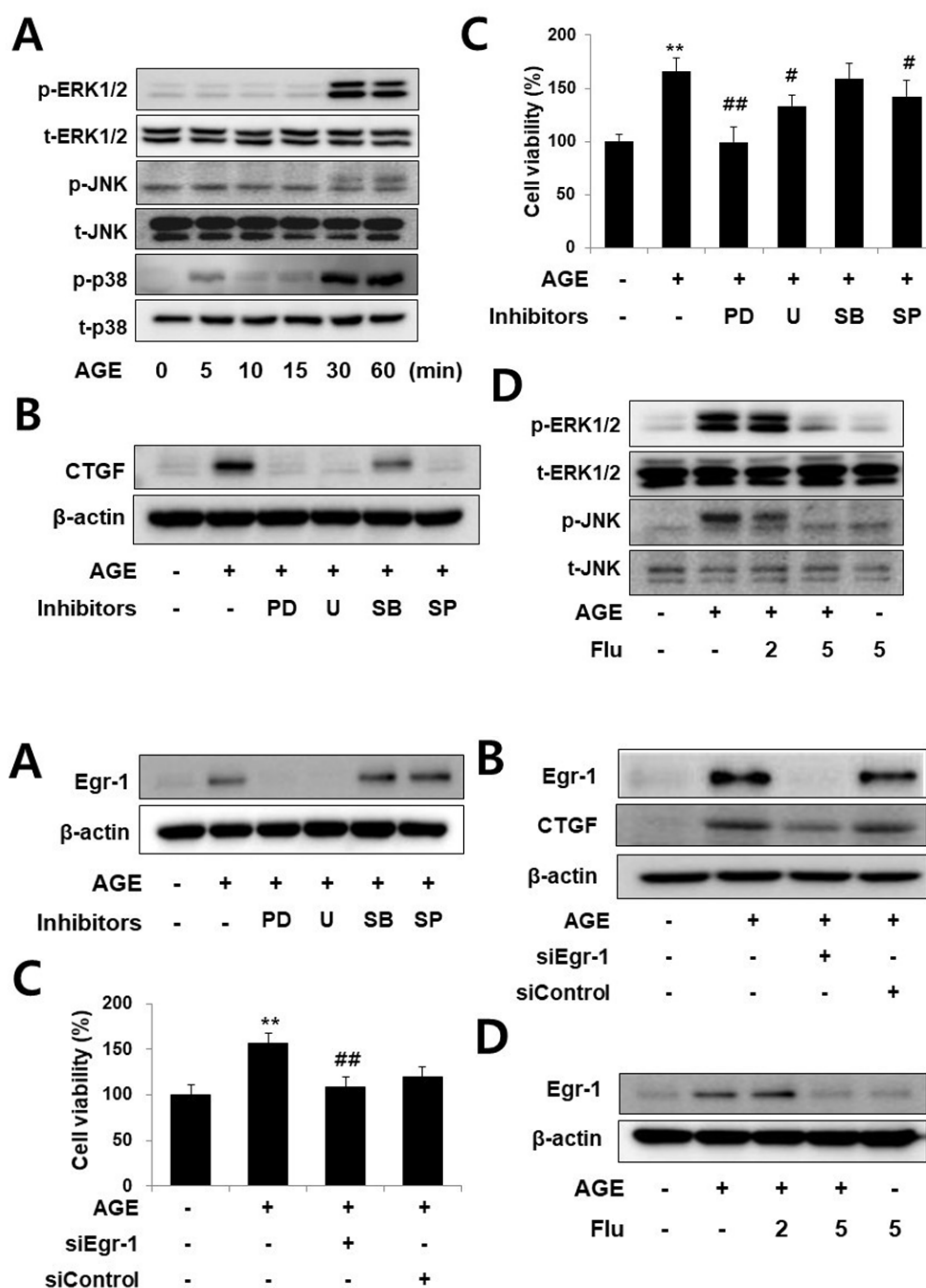 A
p-ERK1/2
t-ERK1/2
p-JNK
t-JNK
p-p38
t-p38
AGE 0 5 10 15 30 60 (min)
B
CTGF
β-actin
AGE - + + + + +
Inhibitors - - PD U SB SP
C
Cell viability (%)
200
150
100
50
0
** ## # #
AGE - + + + + +
Inhibitors - - PD U SB SP
D
p-ERK1/2
t-ERK1/2
p-JNK
t-JNK
AGE - + + + -
Flu - - 2 5 5
A
Egr-1
β-actin
AGE - + + + + +
Inhibitors - - PD U SB SP
B
Egr-1
CTGF
β-actin
AGE - + + +
siEgr-1 - - + -
siControl - - - +
C
Cell viability (%)
200
150
100
50
0
** ##
AGE - + + +
siEgr-1 - - + -
siControl - - - +
D
Egr-1
β-actin
AGE - + + + -
Flu - - 2 5 5